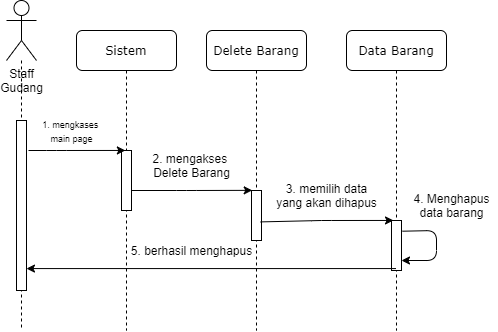 Sistem
Delete Barang
Data Barang
Staff
Gudang
1. mengkases
main page
2. mengakses
Delete Barang
3. memilih data
yang akan dihapus
4. Menghapus
data barang
5. berhasil menghapus